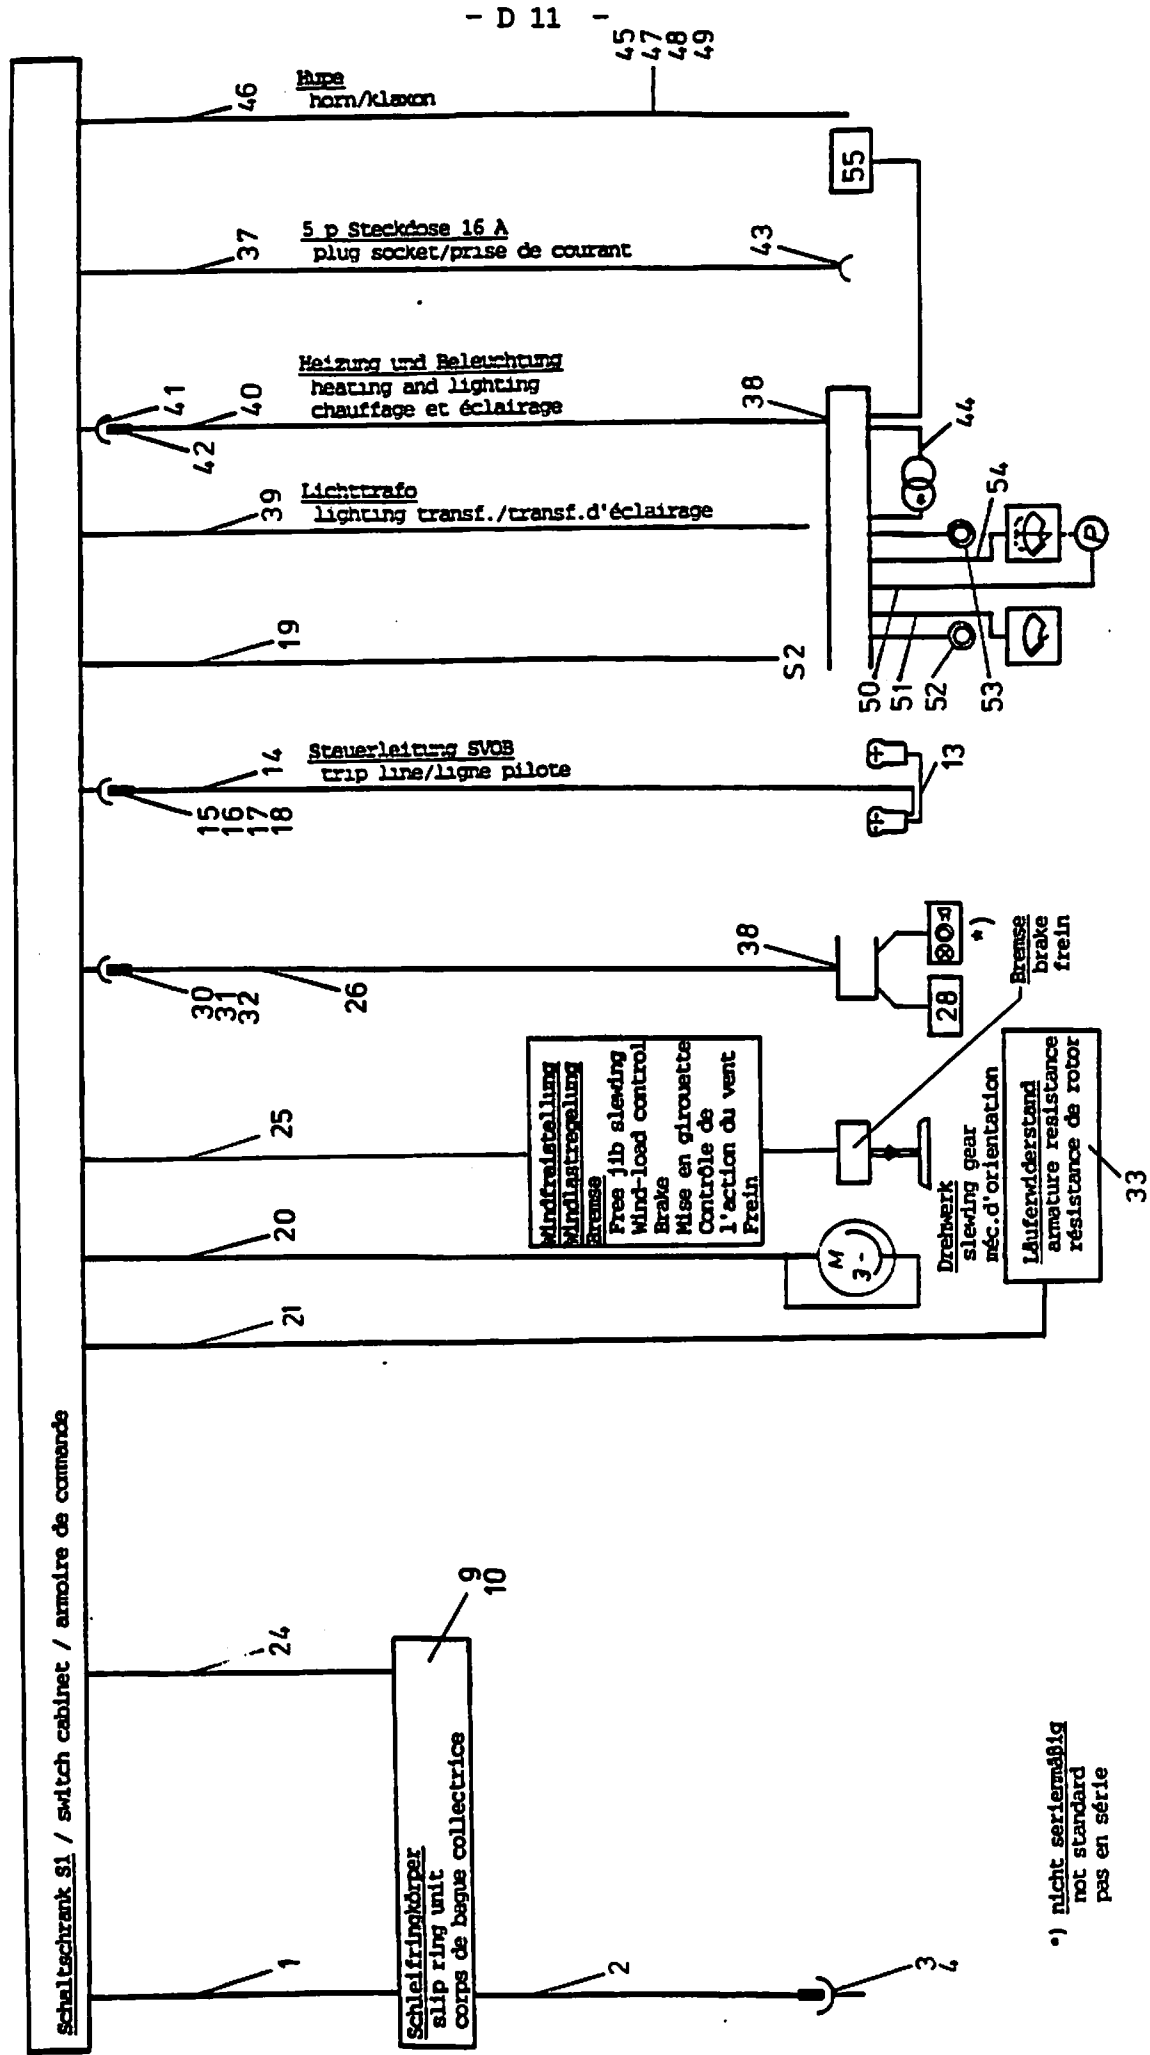 - D 11 -
Schaltschrank S1 / switch cabinet / armoire de commande
1
24
21
20
25
26
30
31
32
14
15
16
17
18
Steuerleitung SVOB
trip line/ligne pilote
19
S2
39
Lichttrafo
lighting transf./transf.d'éclairage
41
40
42
Heizung und Beleuchtung
heating and lighting
chauffage et éclairage
37
5 p Steckdose 16 A
plug socket/prise de courant
43
46
Hupe
horn/klaxon
45
47
48
49
Schleifringkörper
slip ring unit
corps de bague collectrice
9
10
2
3
4
Windfreistellung
Windlastregelung
Bremse
Free jib slewing
Wind-load control
Brake
Mise en girouette
Contrôle de
l'action du vent
Frein
M
3~
Drehwerk
slewing gear
méc.d'orientation
Läuferwiderstand
armature resistance
résistance de rotor
33
Bremse
brake
frein
38
28
*)
13
38
50
51
52
53
54
44
55
P
*) nicht serienmäßig
not standard
pas en série